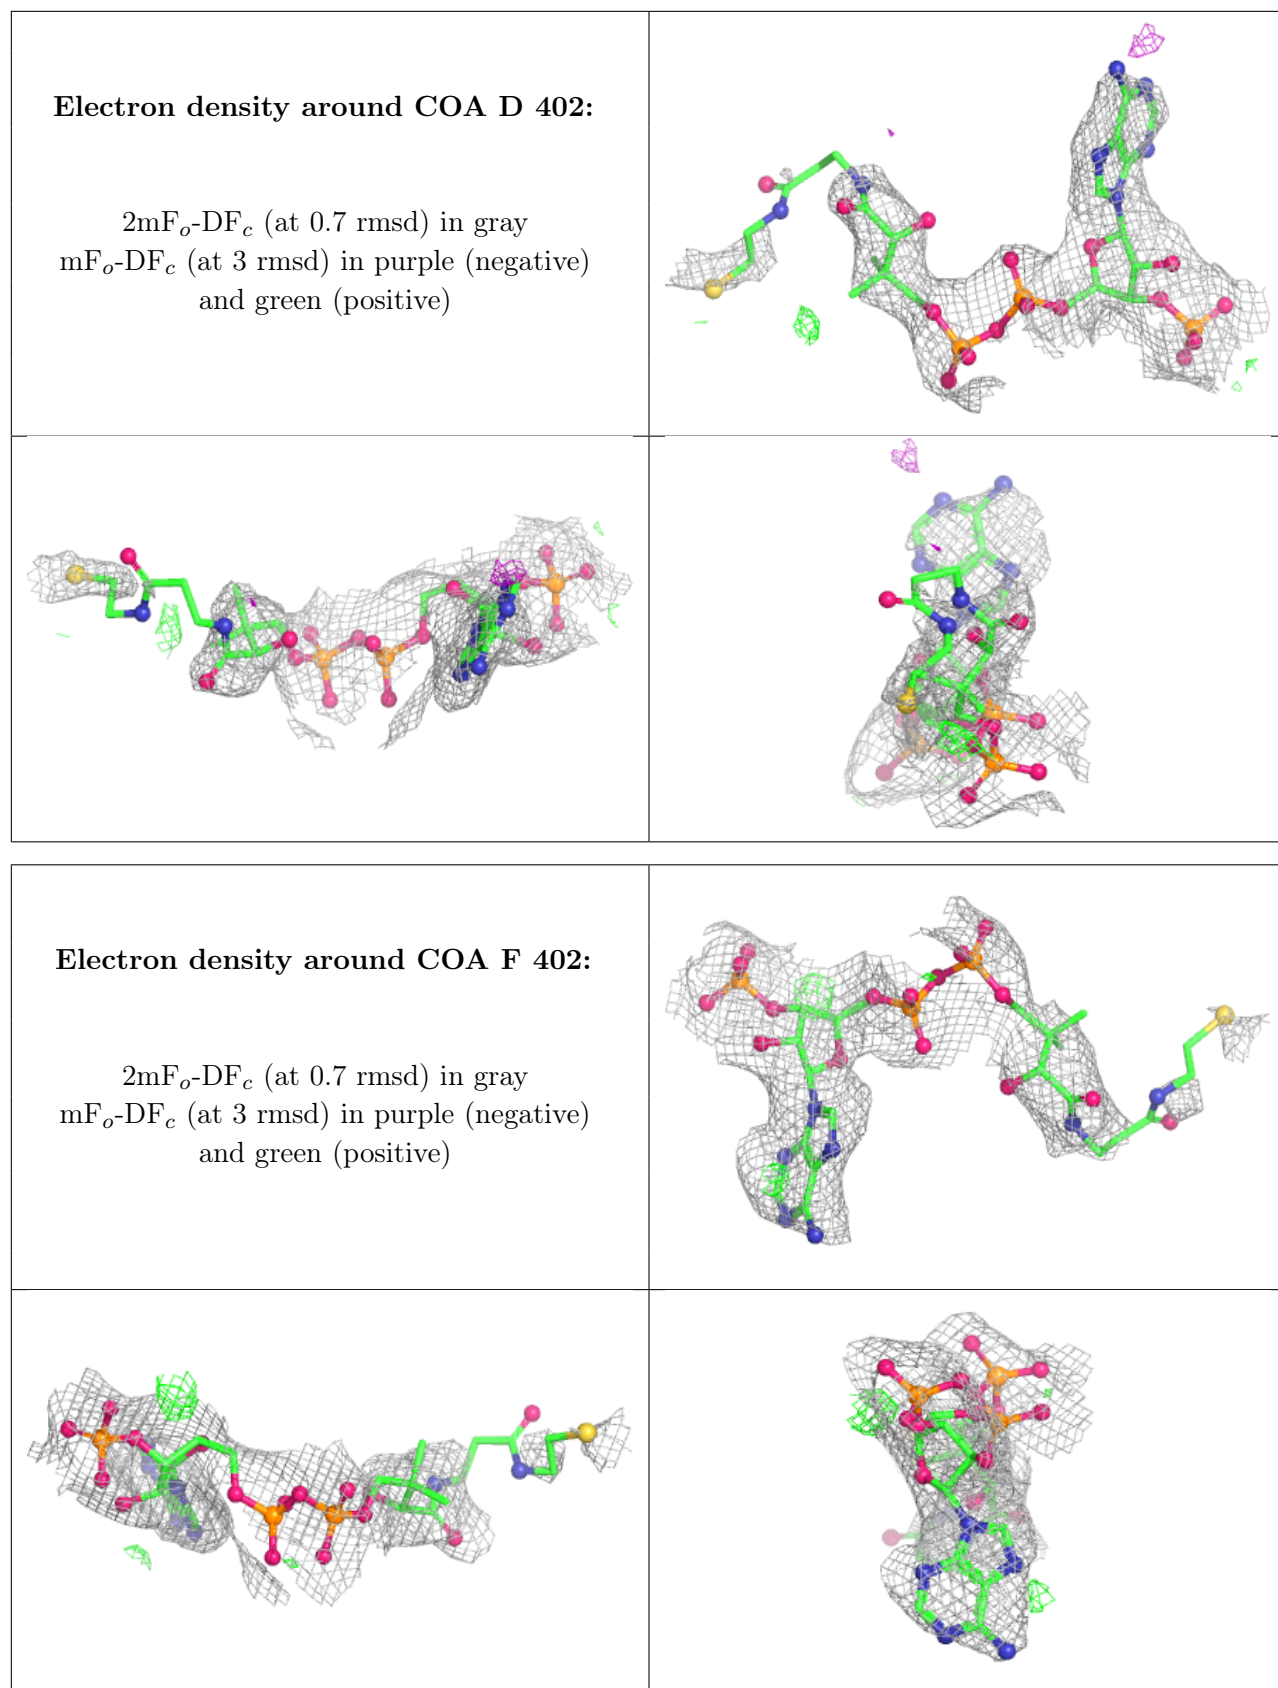 Electron density around COA D 402:
2mFo-DFc (at 0.7 rmsd) in gray
mFo-DFc (at 3 rmsd) in purple (negative)
and green (positive)
Electron density around COA F 402:
2mFo-DFc (at 0.7 rmsd) in gray
mFo-DFc (at 3 rmsd) in purple (negative)
and green (positive)